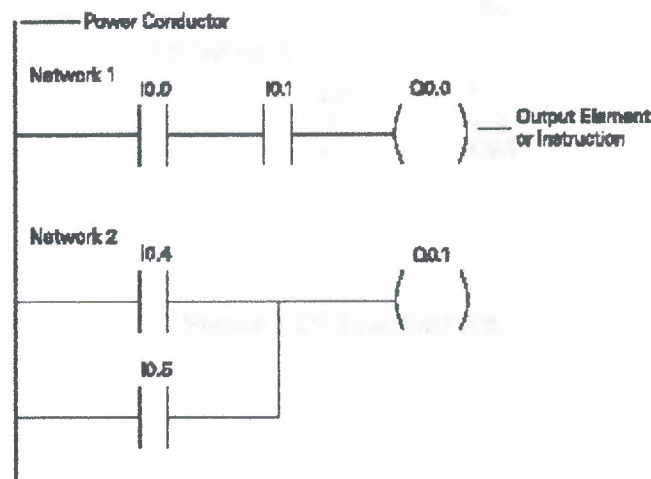 Power Conductor
Network 1
I0.0
I0.1
Q0.0
Output Element
or Instruction
Network 2
I0.4
Q0.1
I0.5